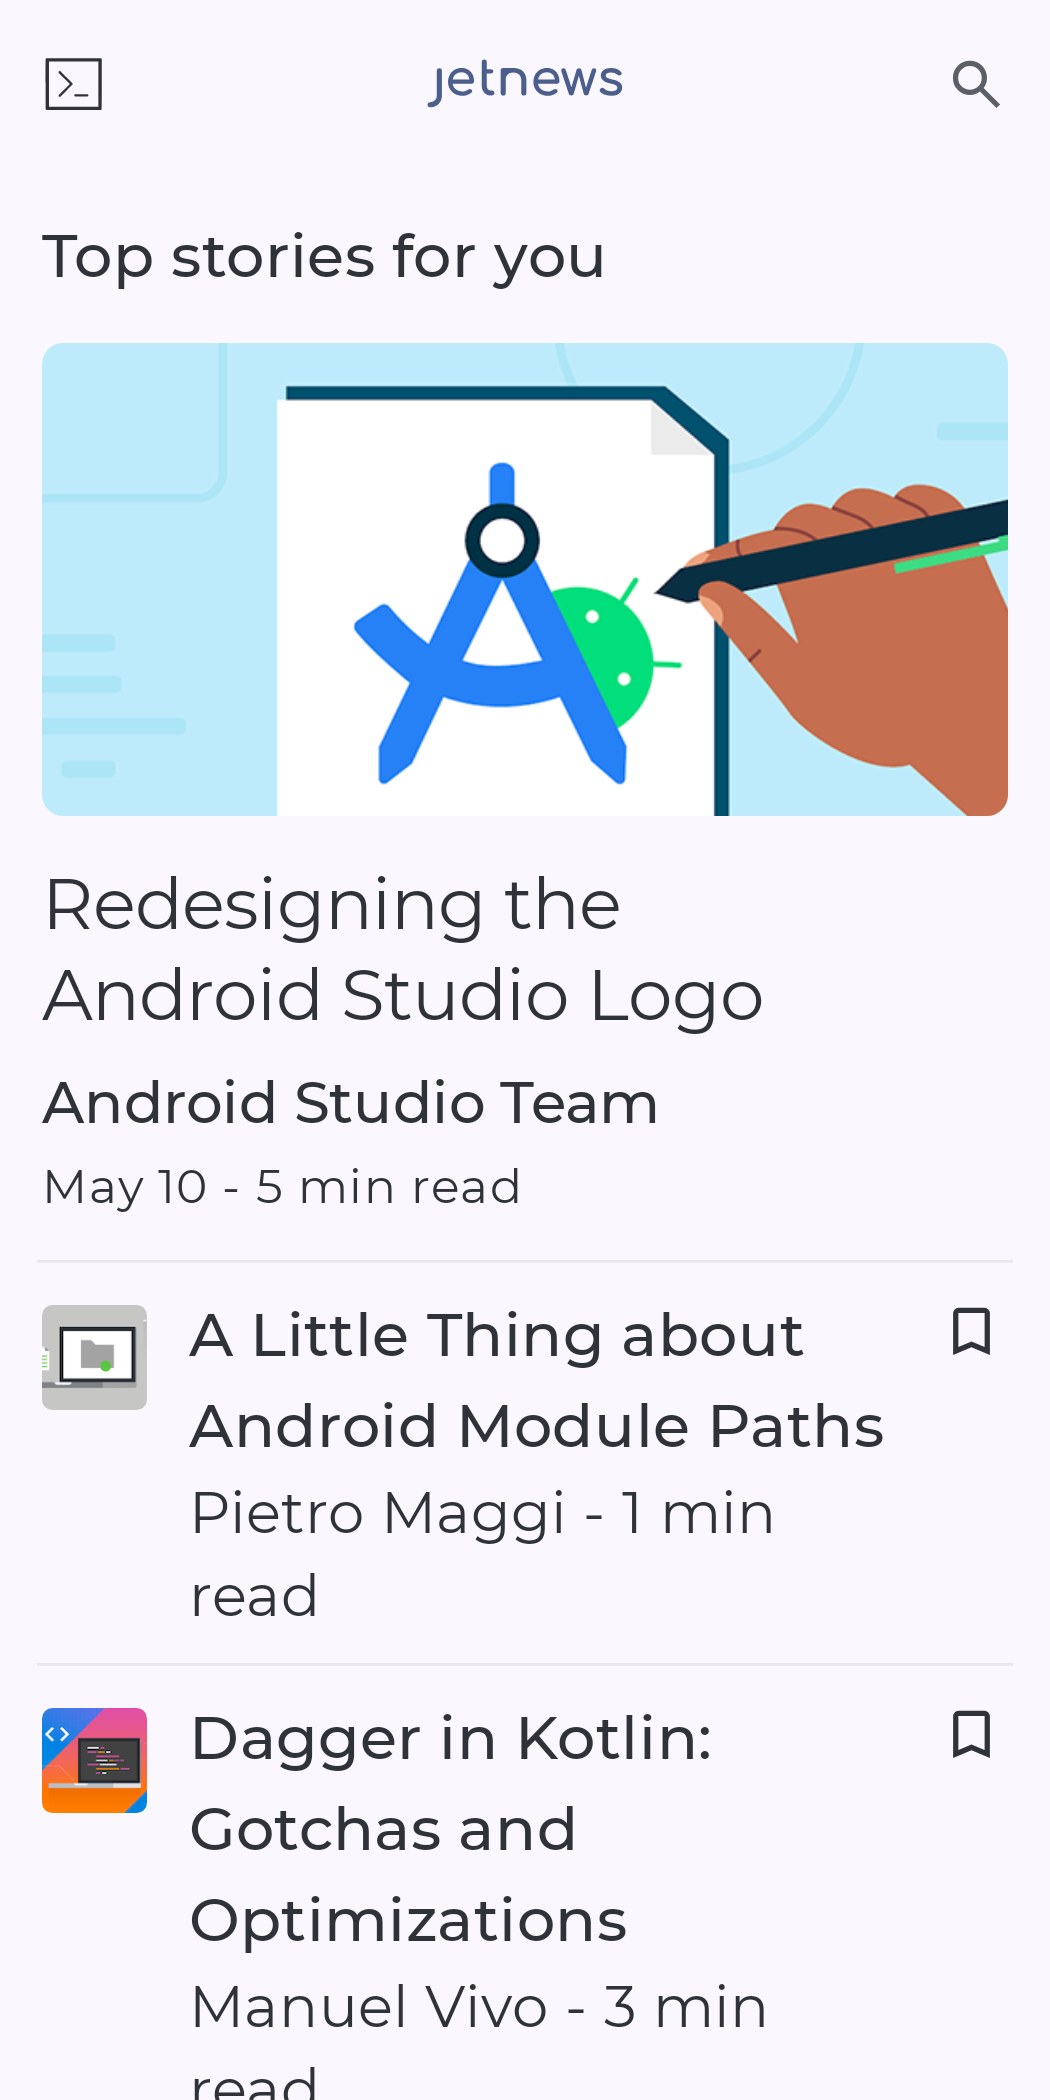 jetnews
Top stories for you
Redesigning the
Android Studio Logo
Android Studio Team
May 10 - 5 min read
A Little Thing about
Android Module Paths
Pietro Maggi - 1 min
read
Dagger in Kotlin:
Gotchas and
Optimizations
Manuel Vivo - 3 min
read